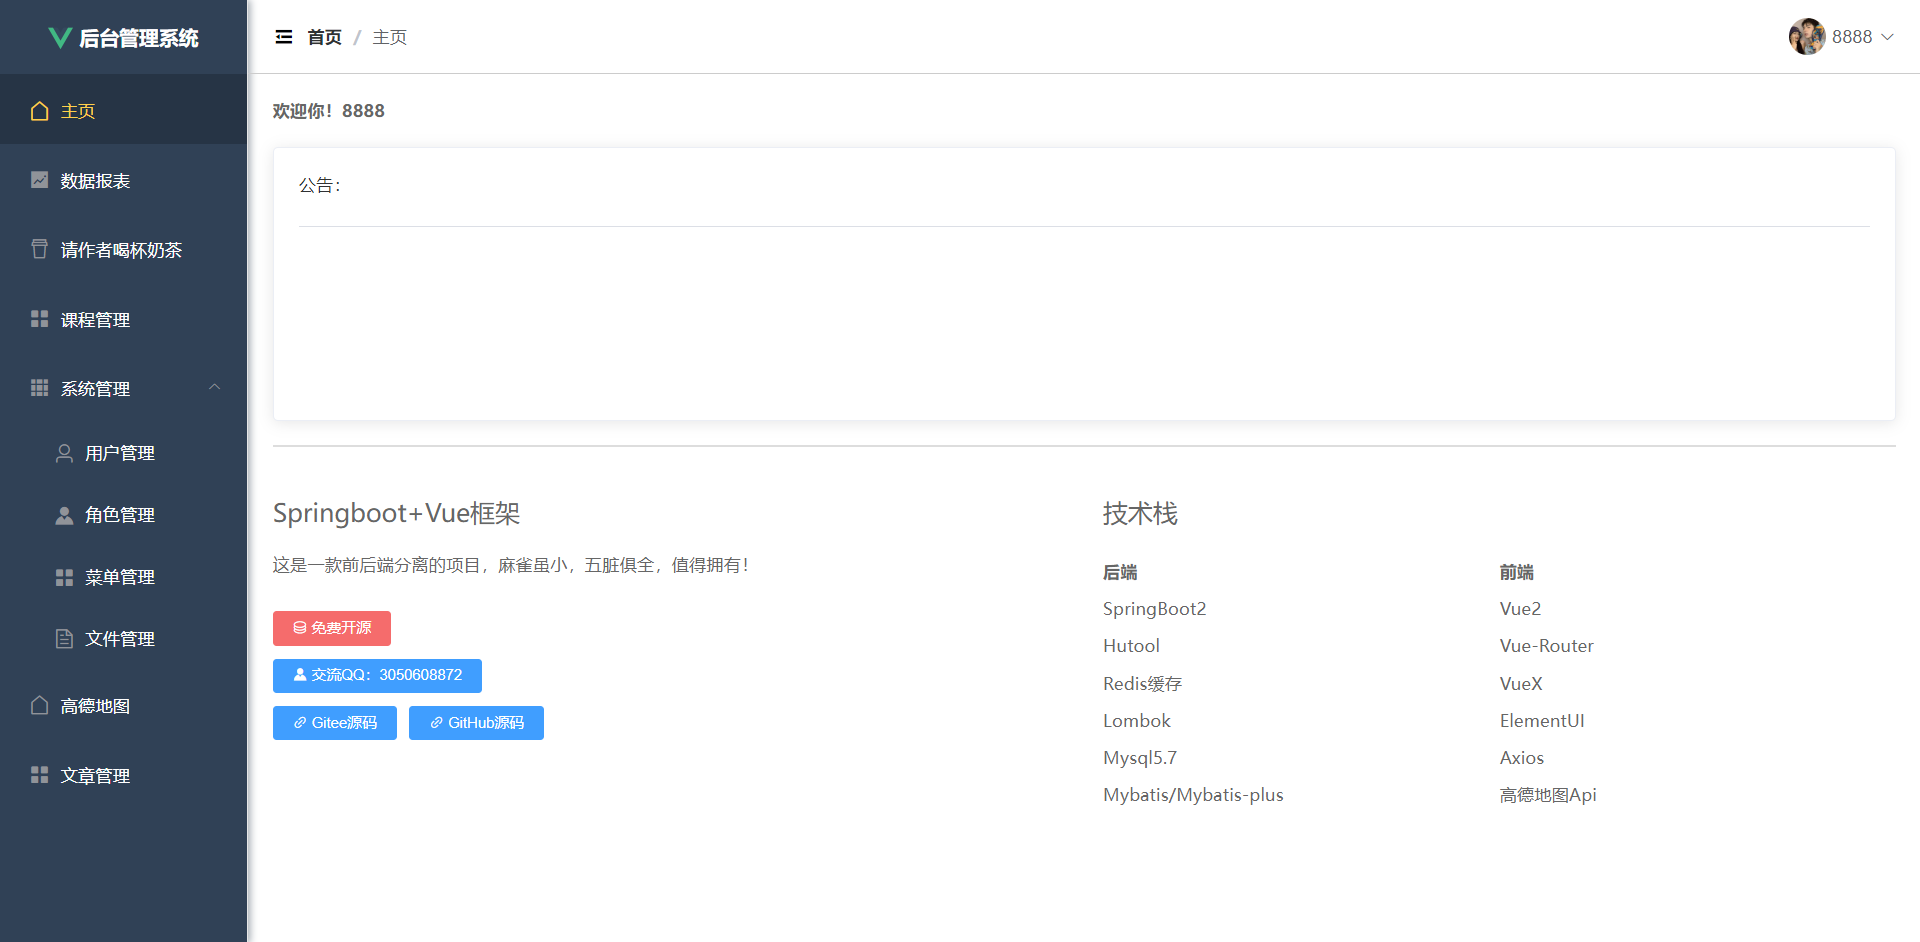 后台管理系统
主页
数据报表
请作者喝杯奶茶
课程管理
系统管理
用户管理
角色管理
菜单管理
文件管理
高德地图
文章管理
首页 / 主页
8888
欢迎你！8888
公告：
Springboot+Vue框架
这是一款前后端分离的项目，麻雀虽小，五脏俱全，值得拥有！
免费开源
交流QQ：3050608872
Gitee源码
GitHub源码
技术栈
后端
SpringBoot2
Hutool
Redis缓存
Lombok
Mysql5.7
Mybatis/Mybatis-plus
前端
Vue2
Vue-Router
VueX
ElementUI
Axios
高德地图Api